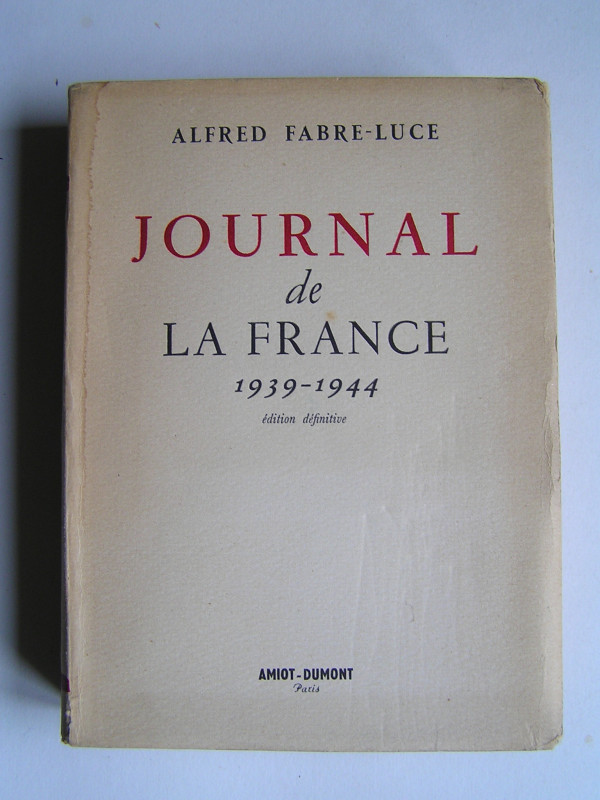 ALFRED FABRE-LUCE
JOURNAL
de
LA FRANCE
1939-1944
édition définitive
AMIOT-DUMONT
Paris